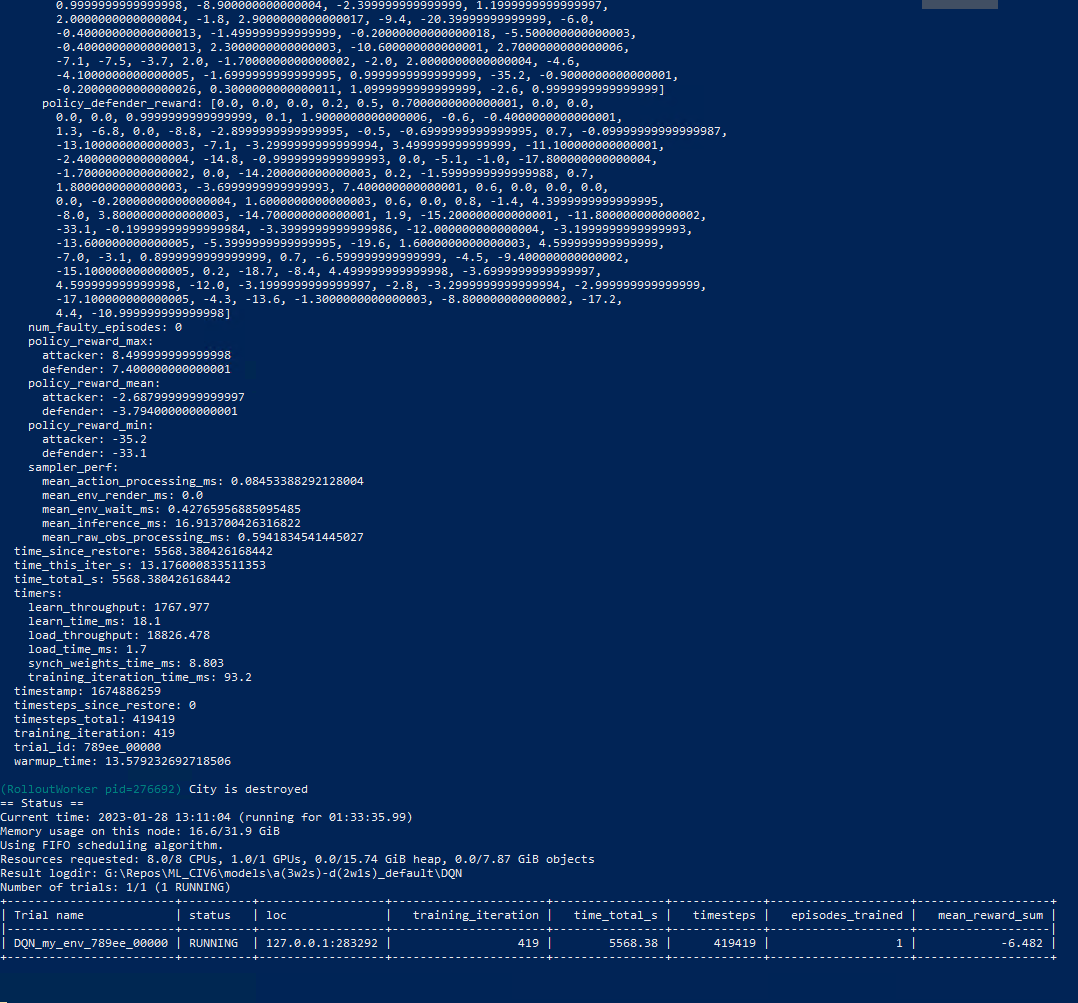 0.9999999999999998, -8.900000000000004, -2.399999999999999, 1.1999999999999997,
2.0000000000000004, -1.8, 2.9000000000000017, -9.4, -20.39999999999999, -6.0,
-0.40000000000000013, -1.499999999999999, -0.20000000000000018, -5.500000000000003,
-0.40000000000000013, 2.300000000000003, -10.600000000000001, 2.700000000000006,
-7.1, -7.5, -3.7, 2.0, -1.700000000000002, -2.0, 2.000000000000004, -4.6,
-4.100000000000005, -1.6999999999999995, 0.9999999999999999, -35.2, -0.9000000000000001,
-0.2000000000000026, 0.300000000000011, 1.099999999999999, -2.6, 0.9999999999999999]
policy_defender_reward: [0.0, 0.0, 0.0, 0.2, 0.5, 0.7000000000000001, 0.0, 0.0,
0.0, 0.0, 0.999999999999999, 0.1, 1.9000000000000006, -0.6, -0.4000000000000001,
1.3, -6.8, 0.0, -8.8, -2.8999999999999995, -0.5, -0.6999999999999995, 0.7, -0.09999999999999987,
-13.100000000000003, -7.1, -3.2999999999999994, 3.499999999999999, -11.100000000000001,
-2.400000000000004, -14.8, -0.9999999999999993, 0.0, -5.1, -1.0, -17.800000000000004,
-1.700000000000002, 0.0, -14.200000000000003, 0.2, -1.5999999999999988, 0.7,
1.8000000000000003, -3.6999999999999993, 7.400000000000001, 0.6, 0.0, 0.0, 0.0,
0.0, -0.20000000000000004, 1.6000000000000003, 0.6, 0.0, 0.8, -1.4, 4.3999999999999995,
-8.0, 3.8000000000000003, -14.700000000000001, 1.9, -15.200000000000001, -11.800000000000002,
-33.1, -0.1999999999999984, -3.3999999999999986, -12.000000000000004, -3.1999999999999993,
-13.600000000000005, -5.3999999999999995, -19.6, 1.6000000000000003, 4.599999999999999,
-7.0, -3.1, 0.8999999999999999, 0.7, -6.599999999999999, -4.5, -9.400000000000002,
-15.100000000000005, 0.2, -18.7, -8.4, 4.499999999999998, -3.6999999999999997,
4.599999999999998, -12.0, -3.1999999999999997, -2.8, -3.299999999999994, -2.999999999999999,
-17.100000000000005, -4.3, -13.6, -1.3000000000000003, -8.800000000000002, -17.2,
4.4, -10.999999999999998]
num_faulty_episodes: 0
policy_reward_max:
attacker: 8.499999999999998
defender: 7.400000000000001
policy_reward_mean:
attacker: -2.6879999999999997
defender: -3.794000000000001
policy_reward_min:
attacker: -35.2
defender: -33.1
sampler_perf:
mean_action_processing_ms: 0.08453388292128004
mean_env_render_ms: 0.0
mean_env_wait_ms: 0.42765956885095485
mean_inference_ms: 16.913700426316822
mean_raw_obs_processing_ms: 0.5941834541445027
time_since_restore: 5568.380426168442
time_this_iter_s: 13.176000833511353
time_total_s: 5568.380426168442
timers:
learn_throughput: 1767.977
learn_time_ms: 18.1
load_throughput: 18826.478
load_time_ms: 1.7
synch_weights_time_ms: 8.803
training_iteration_time_ms: 93.2
timestamp: 1674886259
timesteps_since_restore: 0
timesteps_total: 419419
training_iteration: 419
trial_id: 789ee_00000
warmup_time: 13.579232692718506
(RolloutWorker pid=276692) City is destroyed
== Status ==
Current time: 2023-01-28 13:11:04 (running for 01:33:35.99)
Memory usage on this node: 16.6/31.9 GiB
Using FIFO scheduling algorithm.
Resources requested: 8.0/8 CPUs, 1.0/1 GPUs, 0.0/15.74 GiB heap, 0.0/7.87 GiB objects
Result logdir: G:\Repos\ML_CIV6\models\a(3w2s)-d(2w1s)_default\DQN
Number of trials: 1/1 (1 RUNNING)
| Trial name | status | loc | training_iteration | time_total_s | timesteps | episodes_trained | mean_reward_sum |
| DQN_my_env_789ee_00000 | RUNNING | 127.0.0.1:283292 | 419 | 5568.38 | 419419 | 1 | -6.482 |